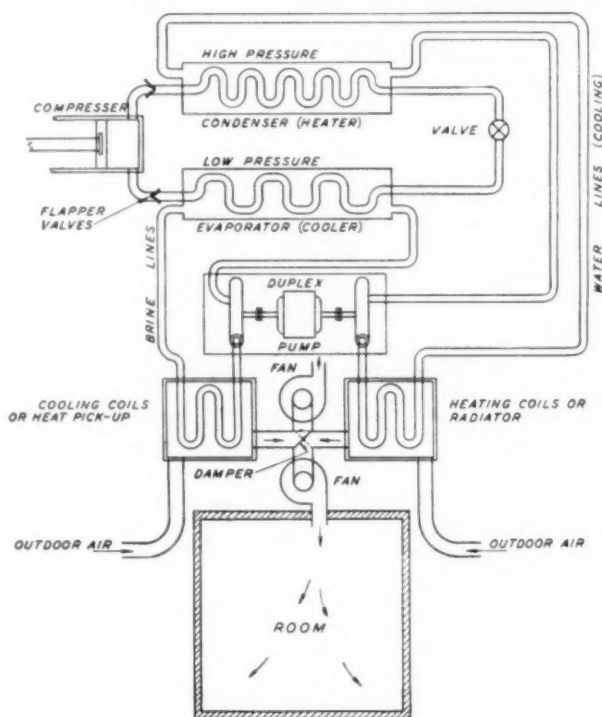 HIGH PRESSURE
COMPRESSER
CONDENSER (HEATER)
VALVE
LOW PRESSURE
FLAPPER
VALVES
EVAPORATOR (COOLER)
BRINE LINES
WATER LINES (COOLING)
DUPLEX
PUMP
FAN
COOLING COILS
OR HEAT PICK-UP
HEATING COILS OR
RADIATOR
DAMPER
FAN
OUTDOOR AIR
OUTDOOR AIR
ROOM